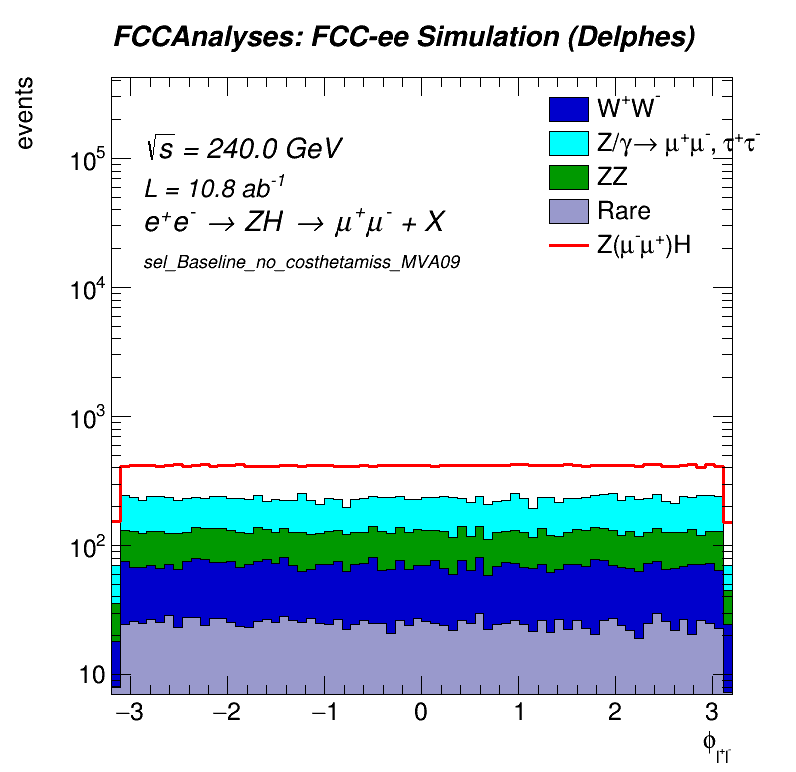 FCCAnalyses: FCC-ee Simulation (Delphes)
events
√s = 240.0 GeV
L = 10.8 ab⁻¹
e⁺e⁻ → ZH → μ⁺μ⁻ + X
sel_Baseline_no_costhetamiss_MVA09
W⁺W⁻
Z/γ→ μ⁺μ⁻, τ⁺τ⁻
ZZ
Rare
Z(μ⁻μ⁺)H
10⁵
10⁴
10³
10²
10
−3 −2 −1 0 1 2 3
ϕ l⁺l⁻